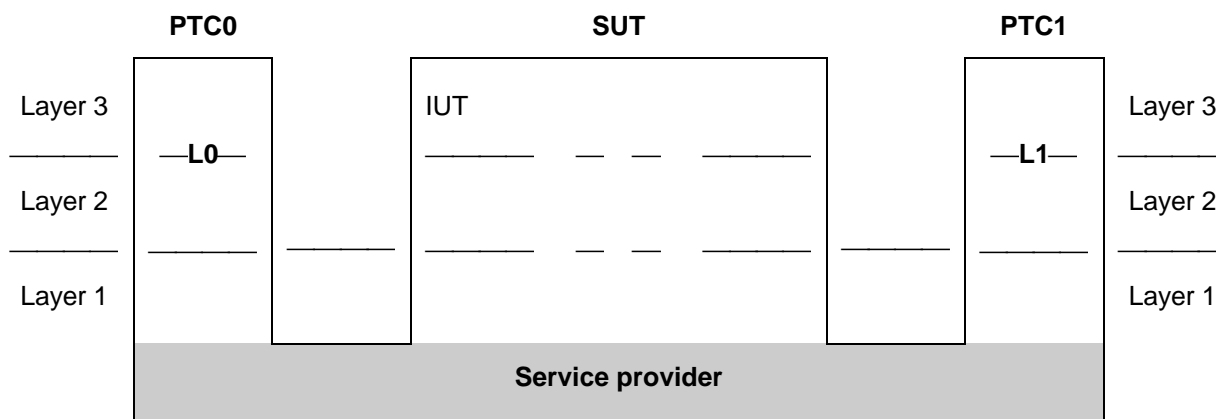 PTC0 SUT PTC1
Layer 3 IUT Layer 3
L0 L1
Layer 2 Layer 2
Layer 1 Layer 1
Service provider